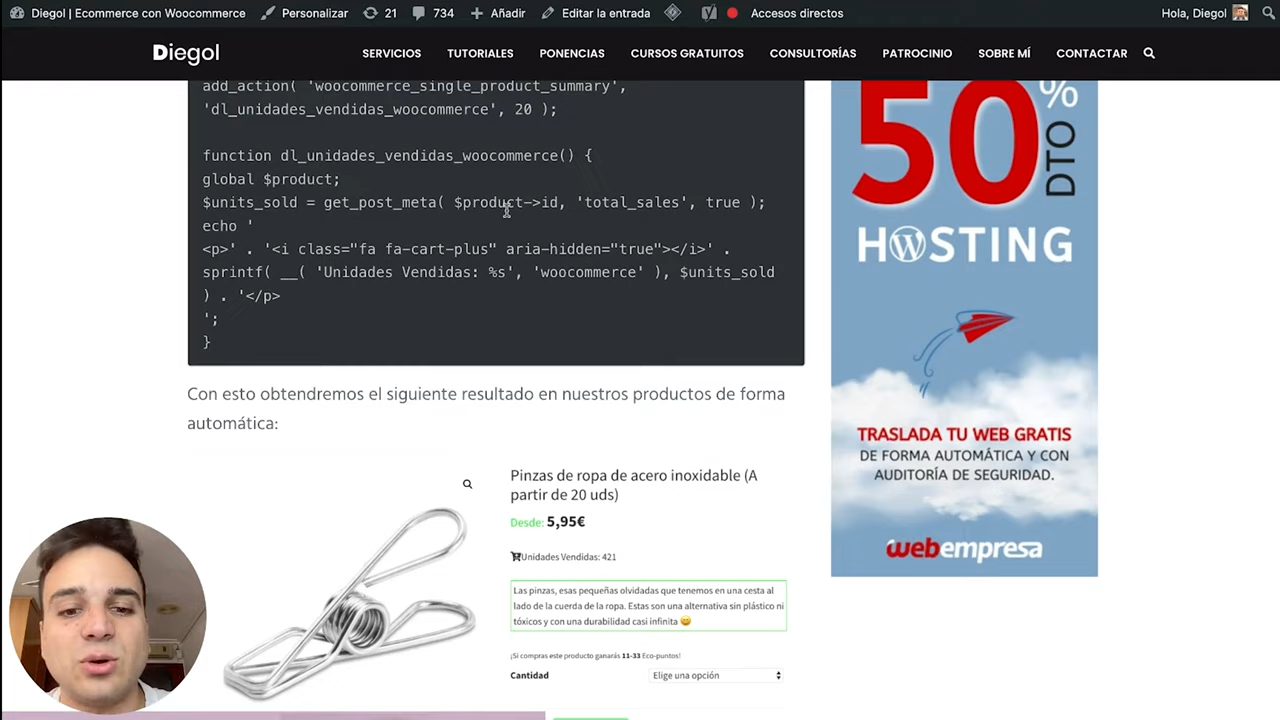 Diegol | Ecommerce con Woocommerce
Personalizar
21
734
Añadir
Editar la entrada
Accesos directos
Hola, Diegol
Diegol
SERVICIOS
TUTORIALES
PONENCIAS
CURSOS GRATUITOS
CONSULTORÍAS
PATROCINIO
SOBRE MÍ
CONTACTAR
add_action( 'woocommerce_single_product_summary',
'dl_unidades_vendidas_woocommerce', 20 );
function dl_unidades_vendidas_woocommerce() {
global $product;
$units_sold = get_post_meta( $product->id, 'total_sales', true );
echo '
<p>' . '<i class="fa fa-cart-plus" aria-hidden="true"></i>' .
sprintf( __( 'Unidades Vendidas: %s', 'woocommerce' ), $units_sold
) . '</p>
';
}
Con esto obtendremos el siguiente resultado en nuestros productos de forma
automática:
Pinzas de ropa de acero inoxidable (A
partir de 20 uds)
Desde: 5,95€
Unidades Vendidas: 421
Las pinzas, esas pequeñas olvidadas que tenemos en una cesta al
lado de la cuerda de la ropa. Estas son una alternativa sin plástico ni
tóxicos y con una durabilidad casi infinita 😀
¡Si compras este producto ganarás 11-33 Eco-puntos!
Cantidad
Elige una opción
50% DTO
HOSTING
TRASLADA TU WEB GRATIS
DE FORMA AUTOMÁTICA Y CON
AUDITORÍA DE SEGURIDAD.
webempresa